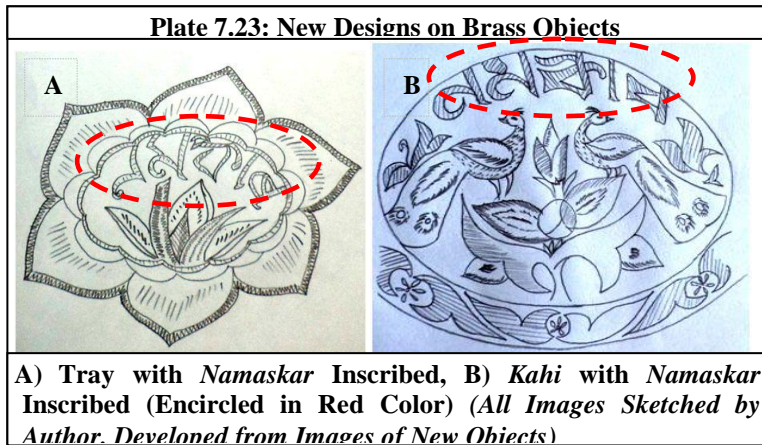 Plate 7.23: New Designs on Brass Objects
A
B
A) Tray with Namaskar Inscribed, B) Kahi with Namaskar
Inscribed (Encircled in Red Color) (All Images Sketched by
Author, Developed from Images of New Objects)